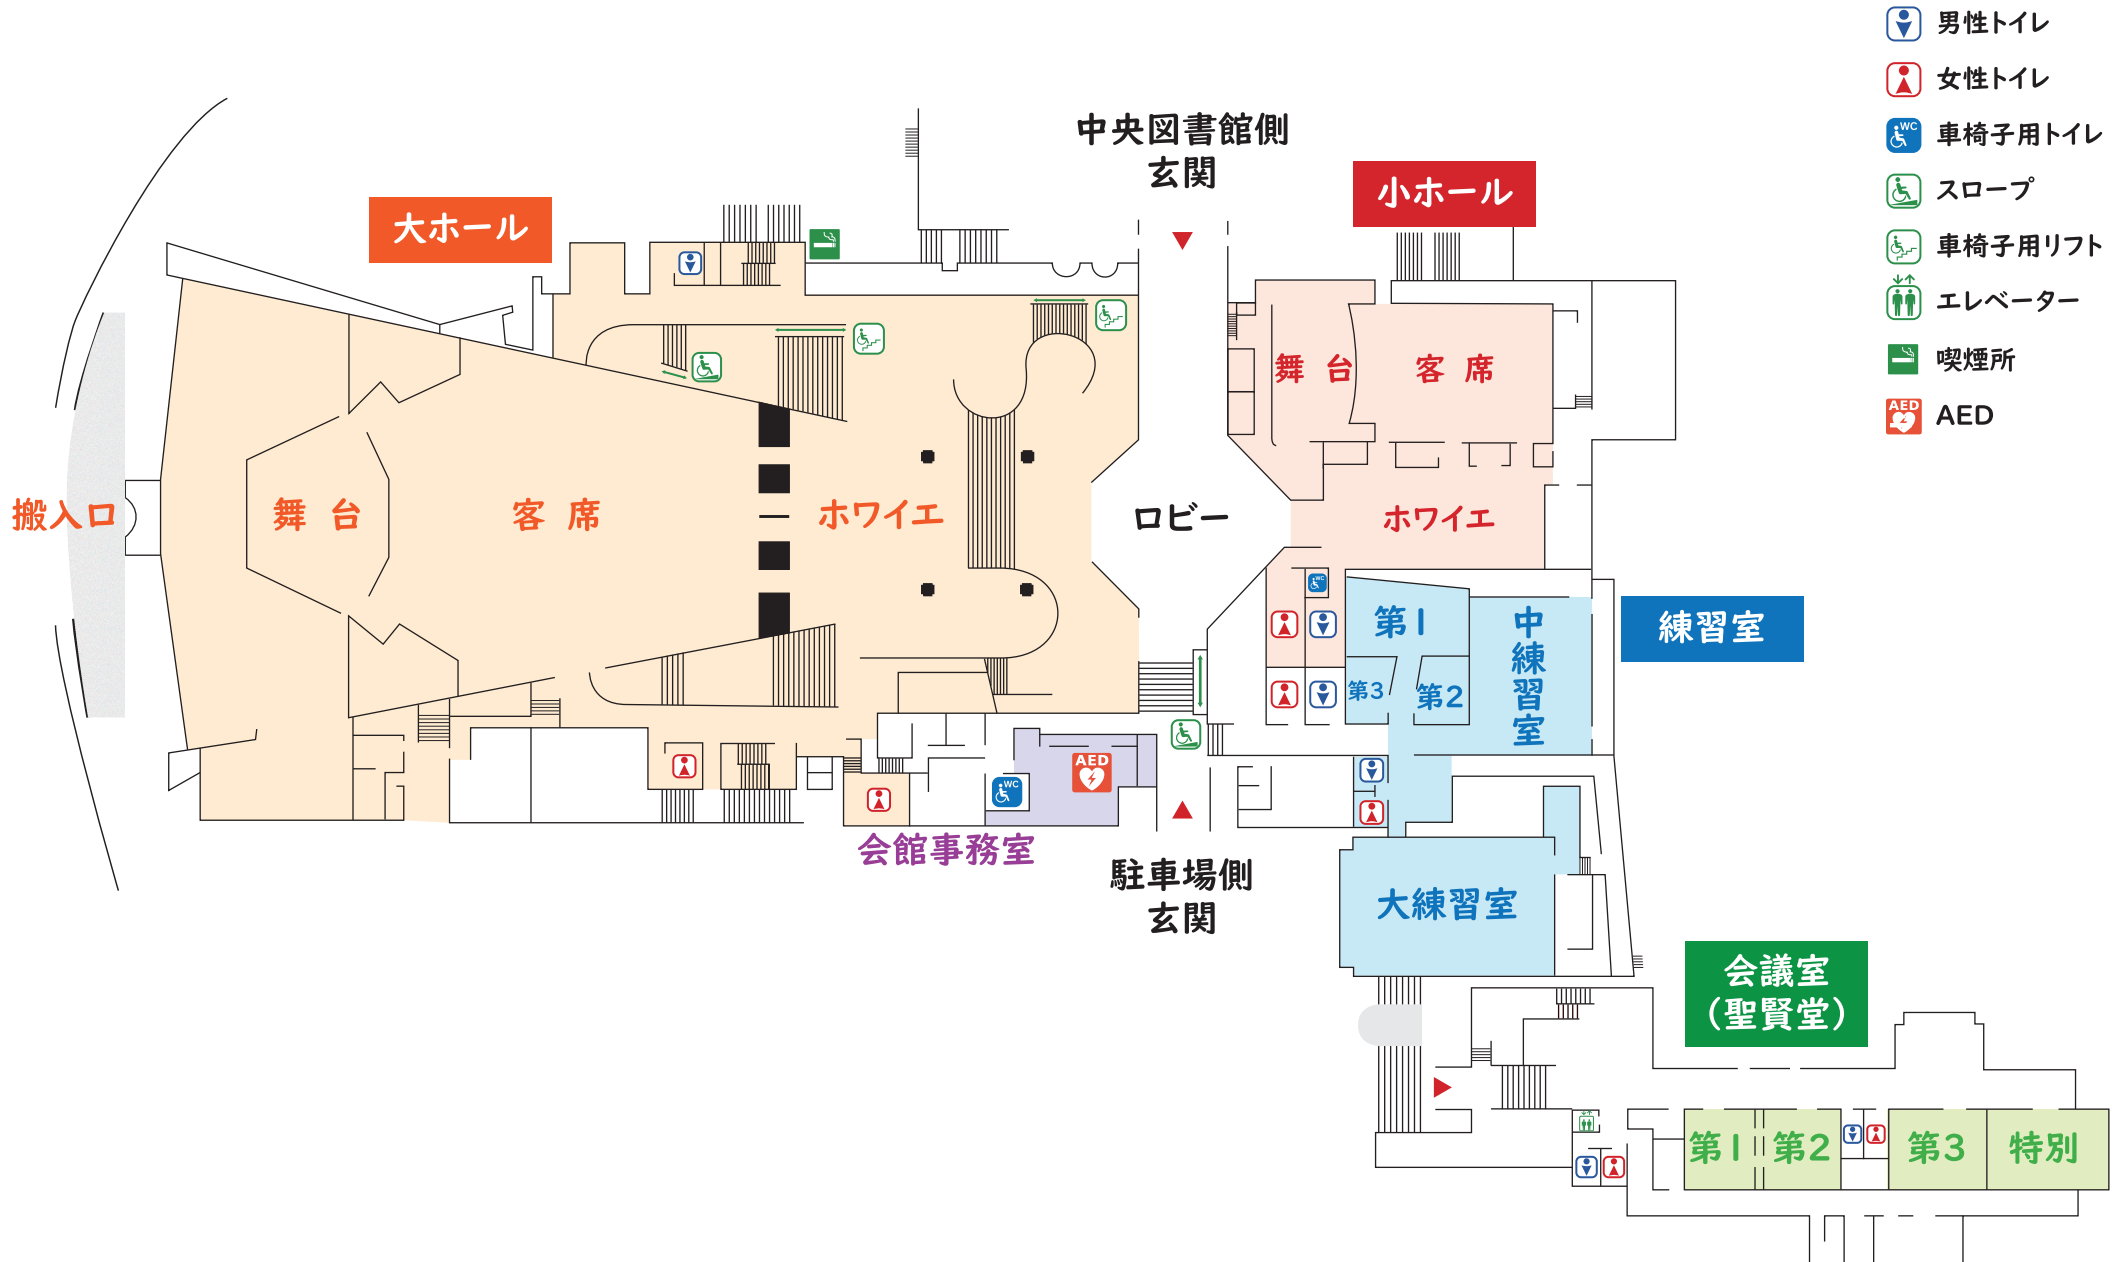 男性トイレ
女性トイレ
WC
車椅子用トイレ
スロープ
車椅子用リフト
エレベーター
喫煙所
AED
AED
中央図書館側
玄関
小ホール
大ホール
舞 台
客 席
搬入口
舞 台
客 席
ホワイエ
ロビー
ホワイエ
WC
第1
中練習室
練習室
第3
第2
AED
WC
会館事務室
駐車場側
玄関
大練習室
会議室
(聖賢堂)
第1
第2
第3
特別